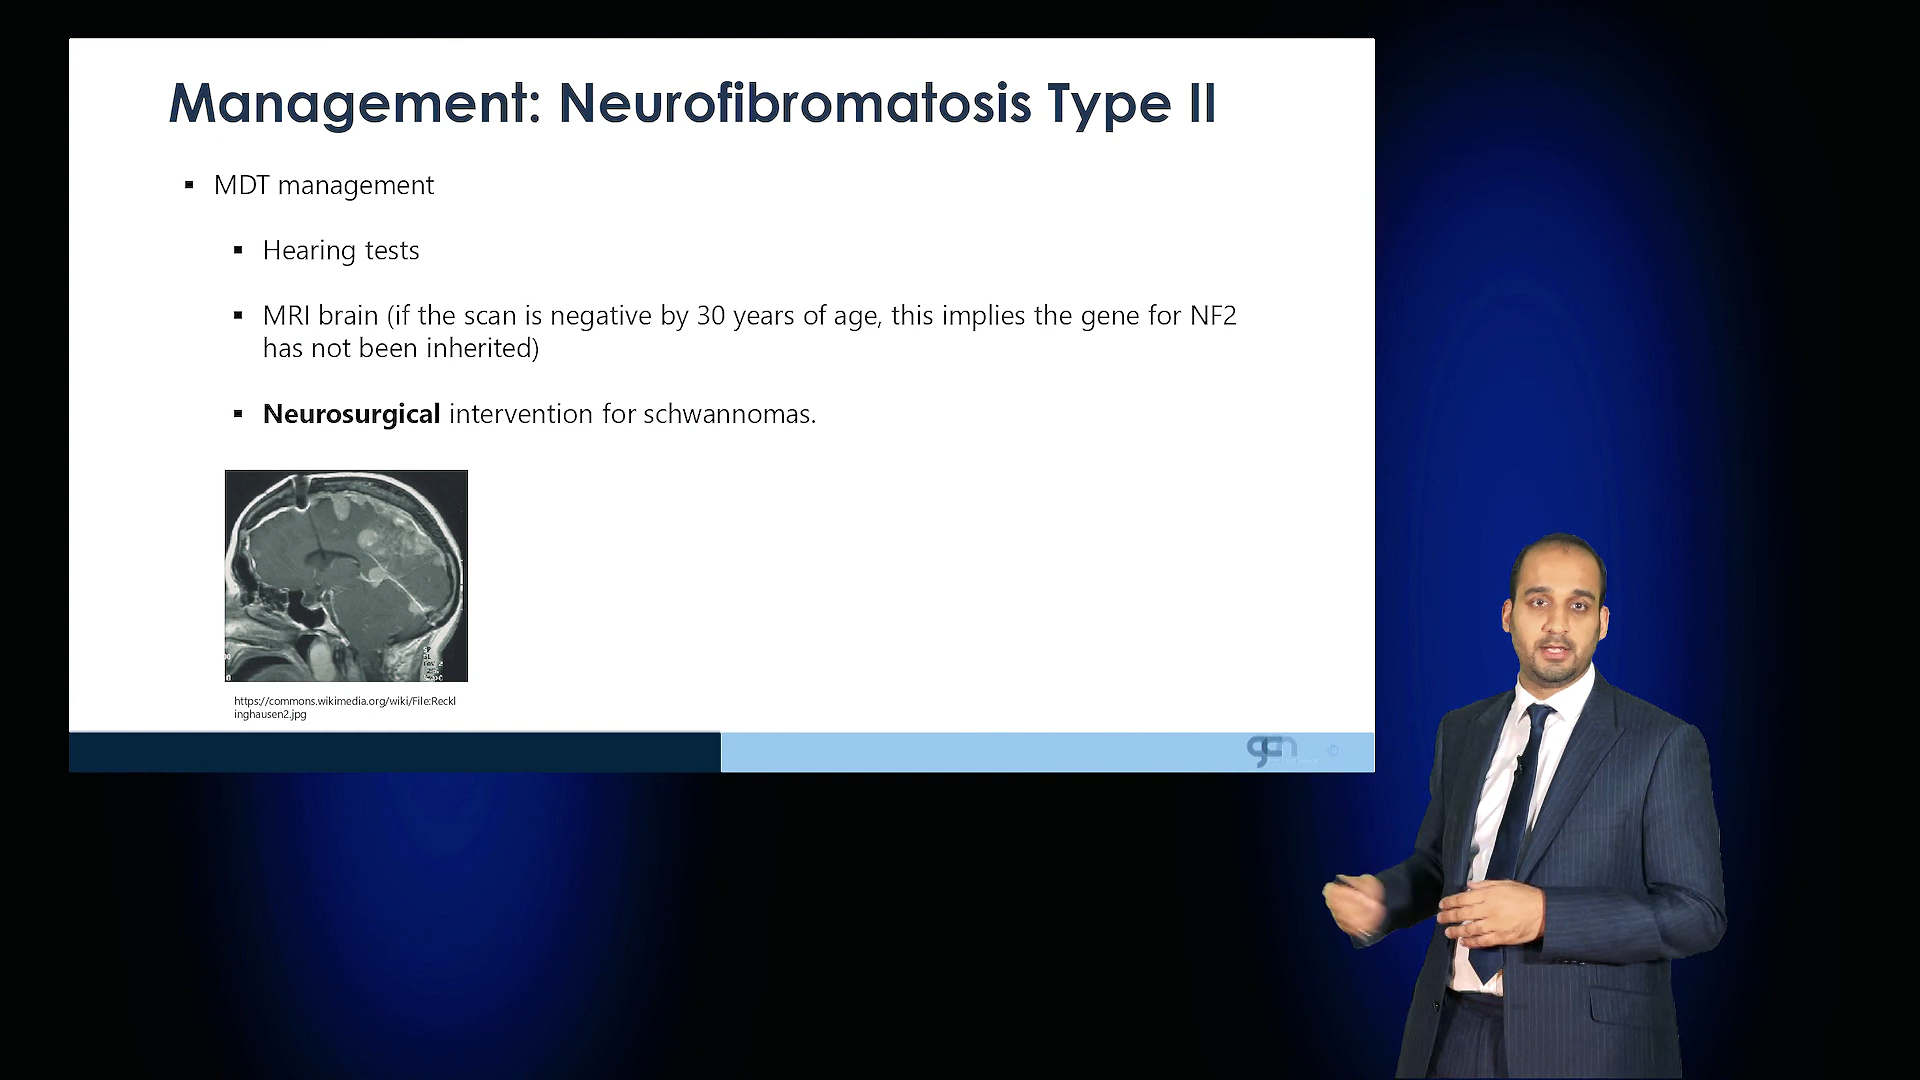 Management: Neurofibromatosis Type II
▪ MDT management
▪ Hearing tests
▪ MRI brain (if the scan is negative by 30 years of age, this implies the gene for NF2
has not been inherited)
▪ Neurosurgical intervention for schwannomas.
https://commons.wikimedia.org/wiki/File:Reckl
inghausen2.jpg